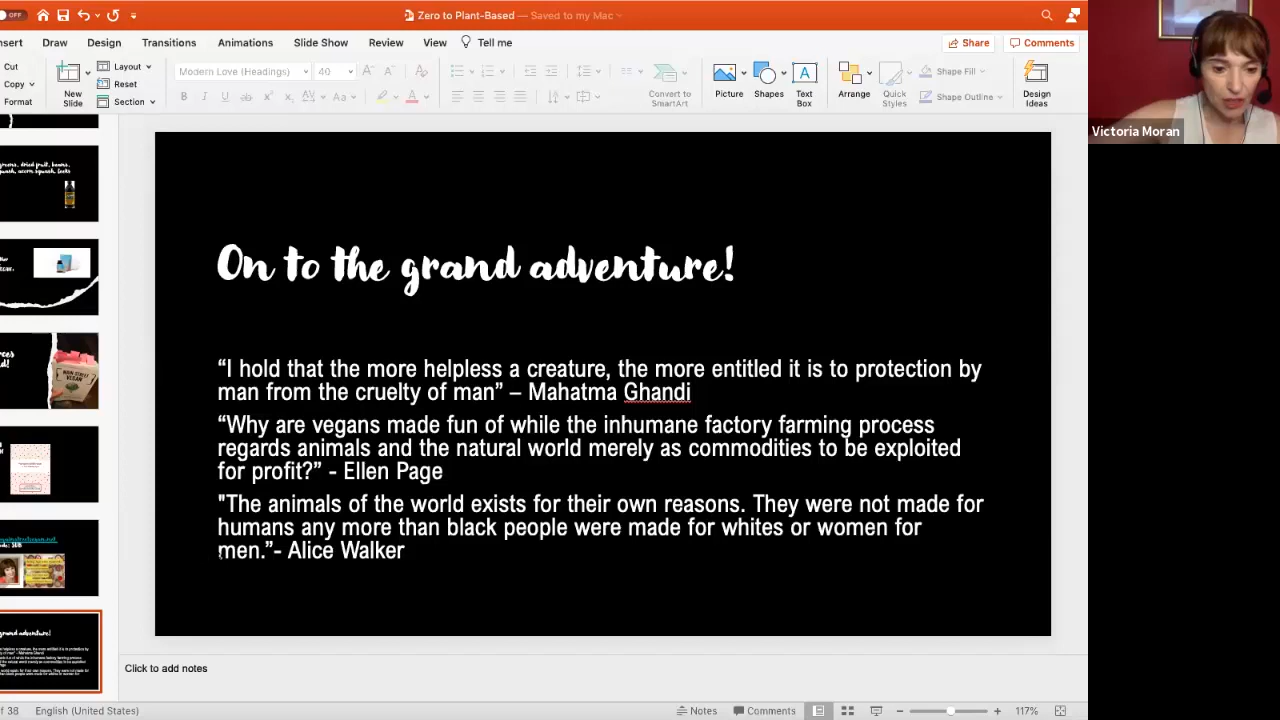 OFF
Zero to Plant-Based — Saved to my Mac
nsert Draw Design Transitions Animations Slide Show Review View Tell me Share Comments
Cut
Copy
Format
New
Slide
Layout
Reset
Section
Modern Love (Headings) 40
Convert to
SmartArt
Picture
Shapes
Text
Box
Arrange
Quick
Styles
Shape Fill
Shape Outline
Design
Ideas
Victoria Moran
On to the grand adventure!
“I hold that the more helpless a creature, the more entitled it is to protection by
man from the cruelty of man” – Mahatma Ghandi
“Why are vegans made fun of while the inhumane factory farming process
regards animals and the natural world merely as commodities to be exploited
for profit?” - Ellen Page
"The animals of the world exists for their own reasons. They were not made for
humans any more than black people were made for whites or women for
men.”- Alice Walker
Click to add notes
of 38 English (United States) Notes Comments 117%